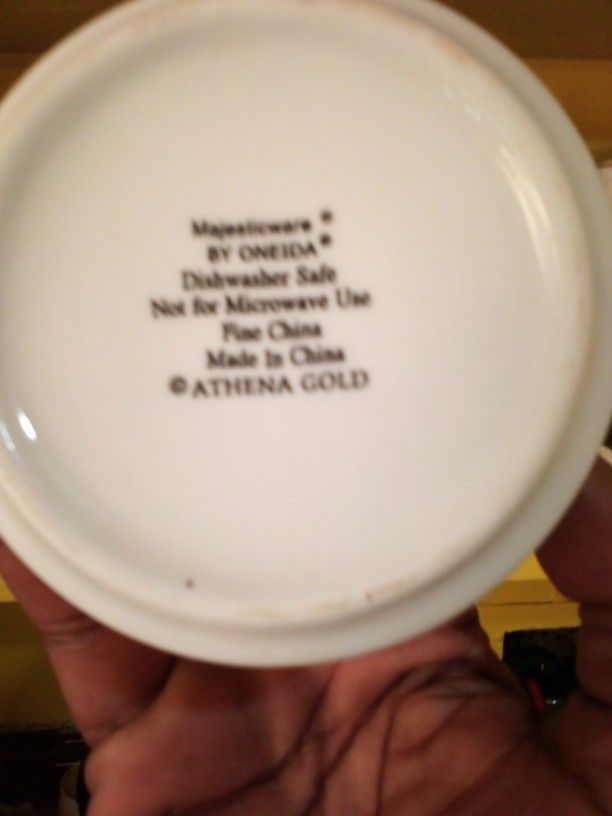 Majesticware ®
BY ONEIDA®
Dishwasher Safe
Not for Microwave Use
Fine China
Made In China
©ATHENA GOLD